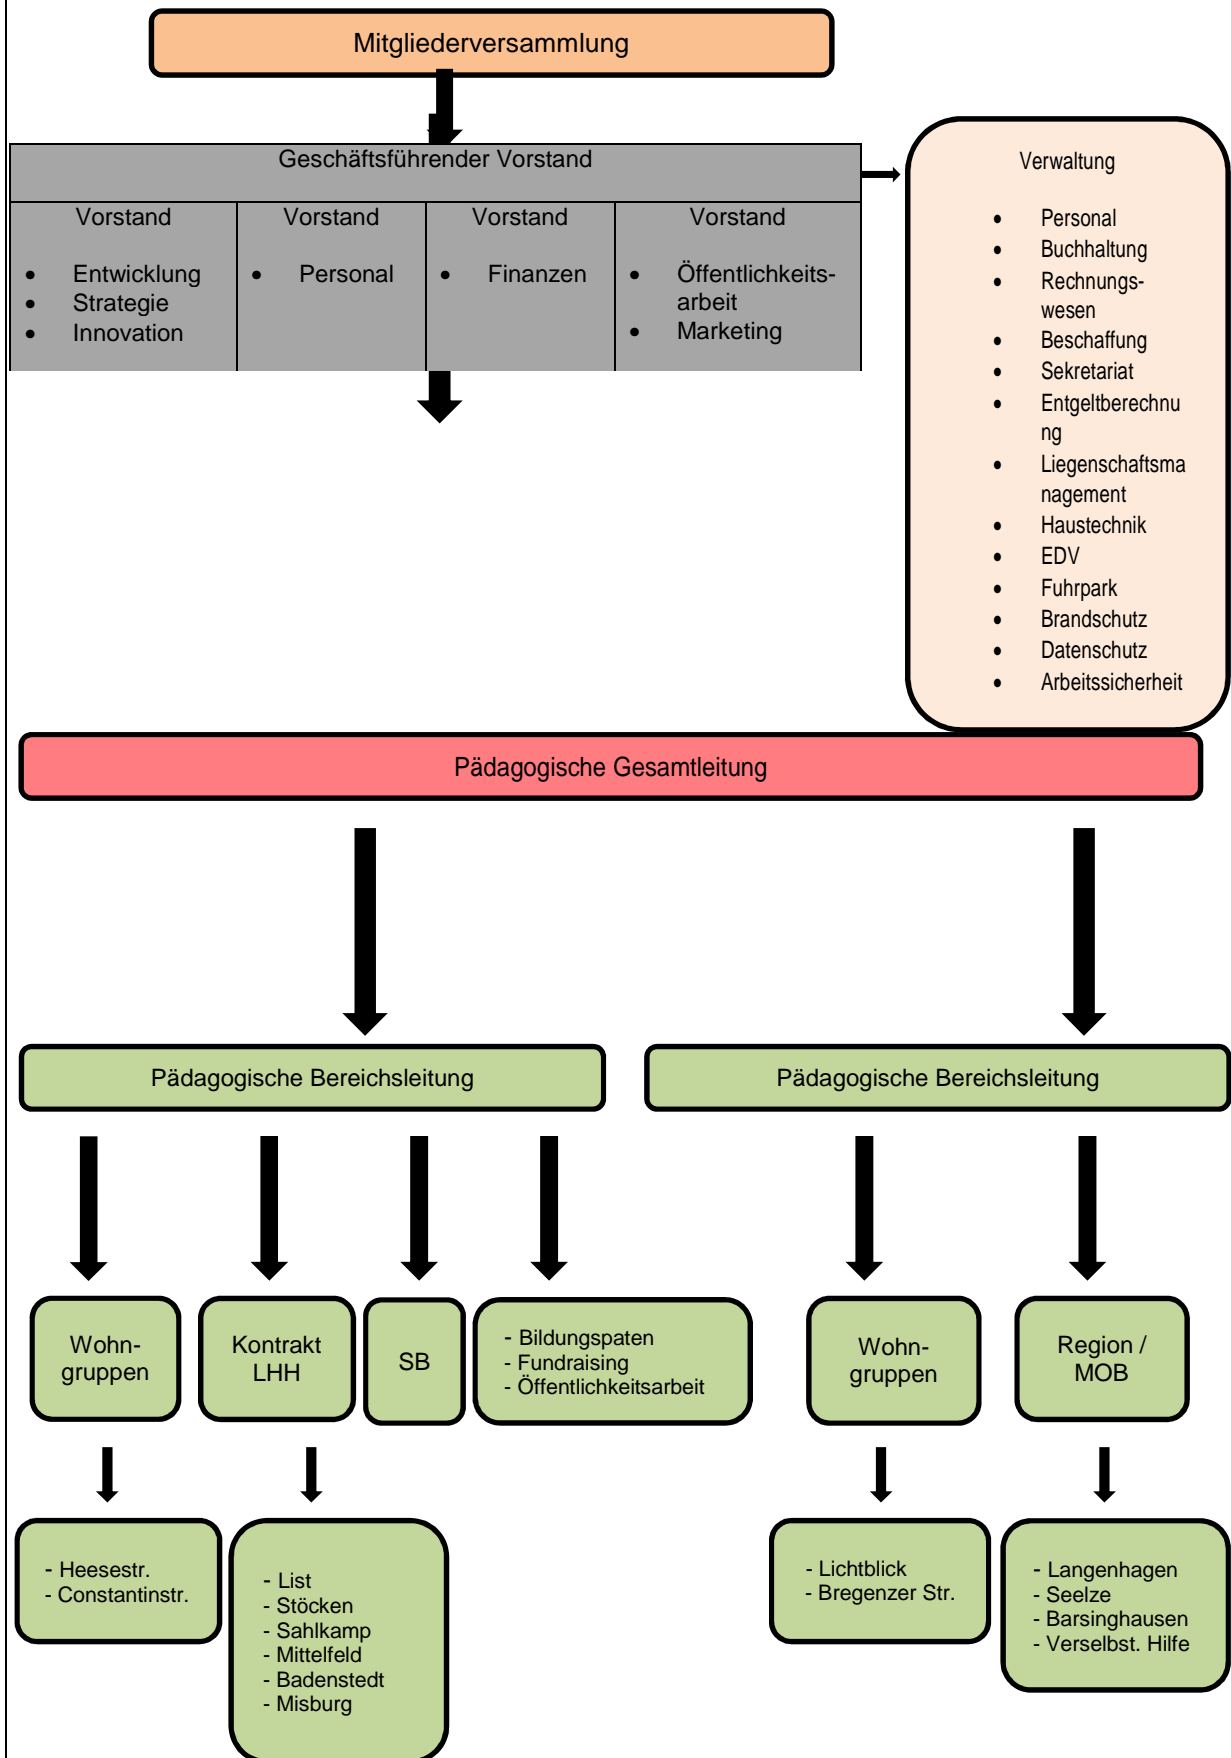 Mitgliederversammlung
Geschäftsführender Vorstand
Vorstand
• Entwicklung
• Strategie
• Innovation
Vorstand
• Personal
Vorstand
• Finanzen
Vorstand
• Öffentlichkeits-
arbeit
• Marketing
Verwaltung
• Personal
• Buchhaltung
• Rechnungs-
wesen
• Beschaffung
• Sekretariat
• Entgeltberechnu
ng
• Liegenschaftsma
nagement
• Haustechnik
• EDV
• Fuhrpark
• Brandschutz
• Datenschutz
• Arbeitssicherheit
Pädagogische Gesamtleitung
Pädagogische Bereichsleitung
Pädagogische Bereichsleitung
Wohn-
gruppen
Kontrakt
LHH
SB
- Bildungspaten
- Fundraising
- Öffentlichkeitsarbeit
Wohn-
gruppen
Region /
MOB
- Heesestr.
- Constantinstr.
- List
- Stöcken
- Sahlkamp
- Mittelfeld
- Badenstedt
- Misburg
- Lichtblick
- Bregenzer Str.
- Langenhagen
- Seelze
- Barsinghausen
- Verselbst. Hilfe